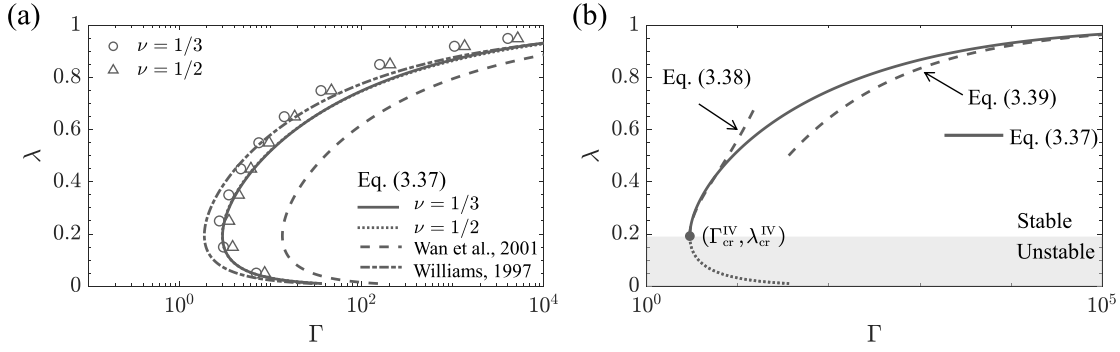 (a)
1
0.8
0.6
0.4
0.2
0
λ
10^0
10^2
10^4
Γ
ν = 1/3
ν = 1/2
Eq. (3.37)
ν = 1/3
ν = 1/2
Wan et al., 2001
Williams, 1997
(b)
1
0.8
0.6
0.4
0.2
0
λ
10^0
10^5
Γ
Eq. (3.38)
Eq. (3.39)
Eq. (3.37)
(Γ_cr^IV, λ_cr^IV)
Stable
Unstable